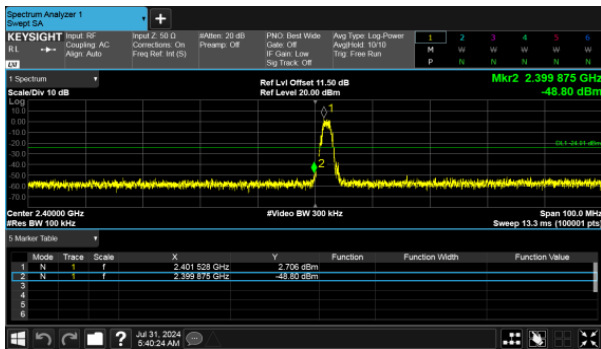 Spectrum Analyzer 1
Swept SA
+
KEYSIGHT Input: RF Input Z: 50 Ω #Atten: 20 dB PNO: Best Wide Avg Type: Log-Power 1 2 3 4 5 6
RL Coupling: AC Corrections: On Preamp: Off Gate: Off Avg|Hold: 10/10 M W W W W W
Align: Auto Freq Ref: Int (S) IF Gain: Low Trig: Free Run
Sig Track: Off P N N N N N
LXI
1 Spectrum Mkr2 2.399 875 GHz
Scale/Div 10 dB Ref Lvl Offset 11.50 dB -48.80 dBm
Ref Level 20.00 dBm
Log
10.0
0.00
-10.0
-20.0
-30.0
-40.0
-50.0
-60.0
-70.0
1
2
Center 2.40000 GHz #Video BW 300 kHz Span 100.0 MHz
#Res BW 100 kHz Sweep 13.3 ms (100001 pts)
5 Marker Table
Mode Trace Scale X Y Function Function Width Function Value
1 N 1 f 2.401 528 GHz 2.706 dBm
2 N 1 f 2.399 875 GHz -48.80 dBm
3
4
5
6
? Jul 31, 2024
5:40:24 AM